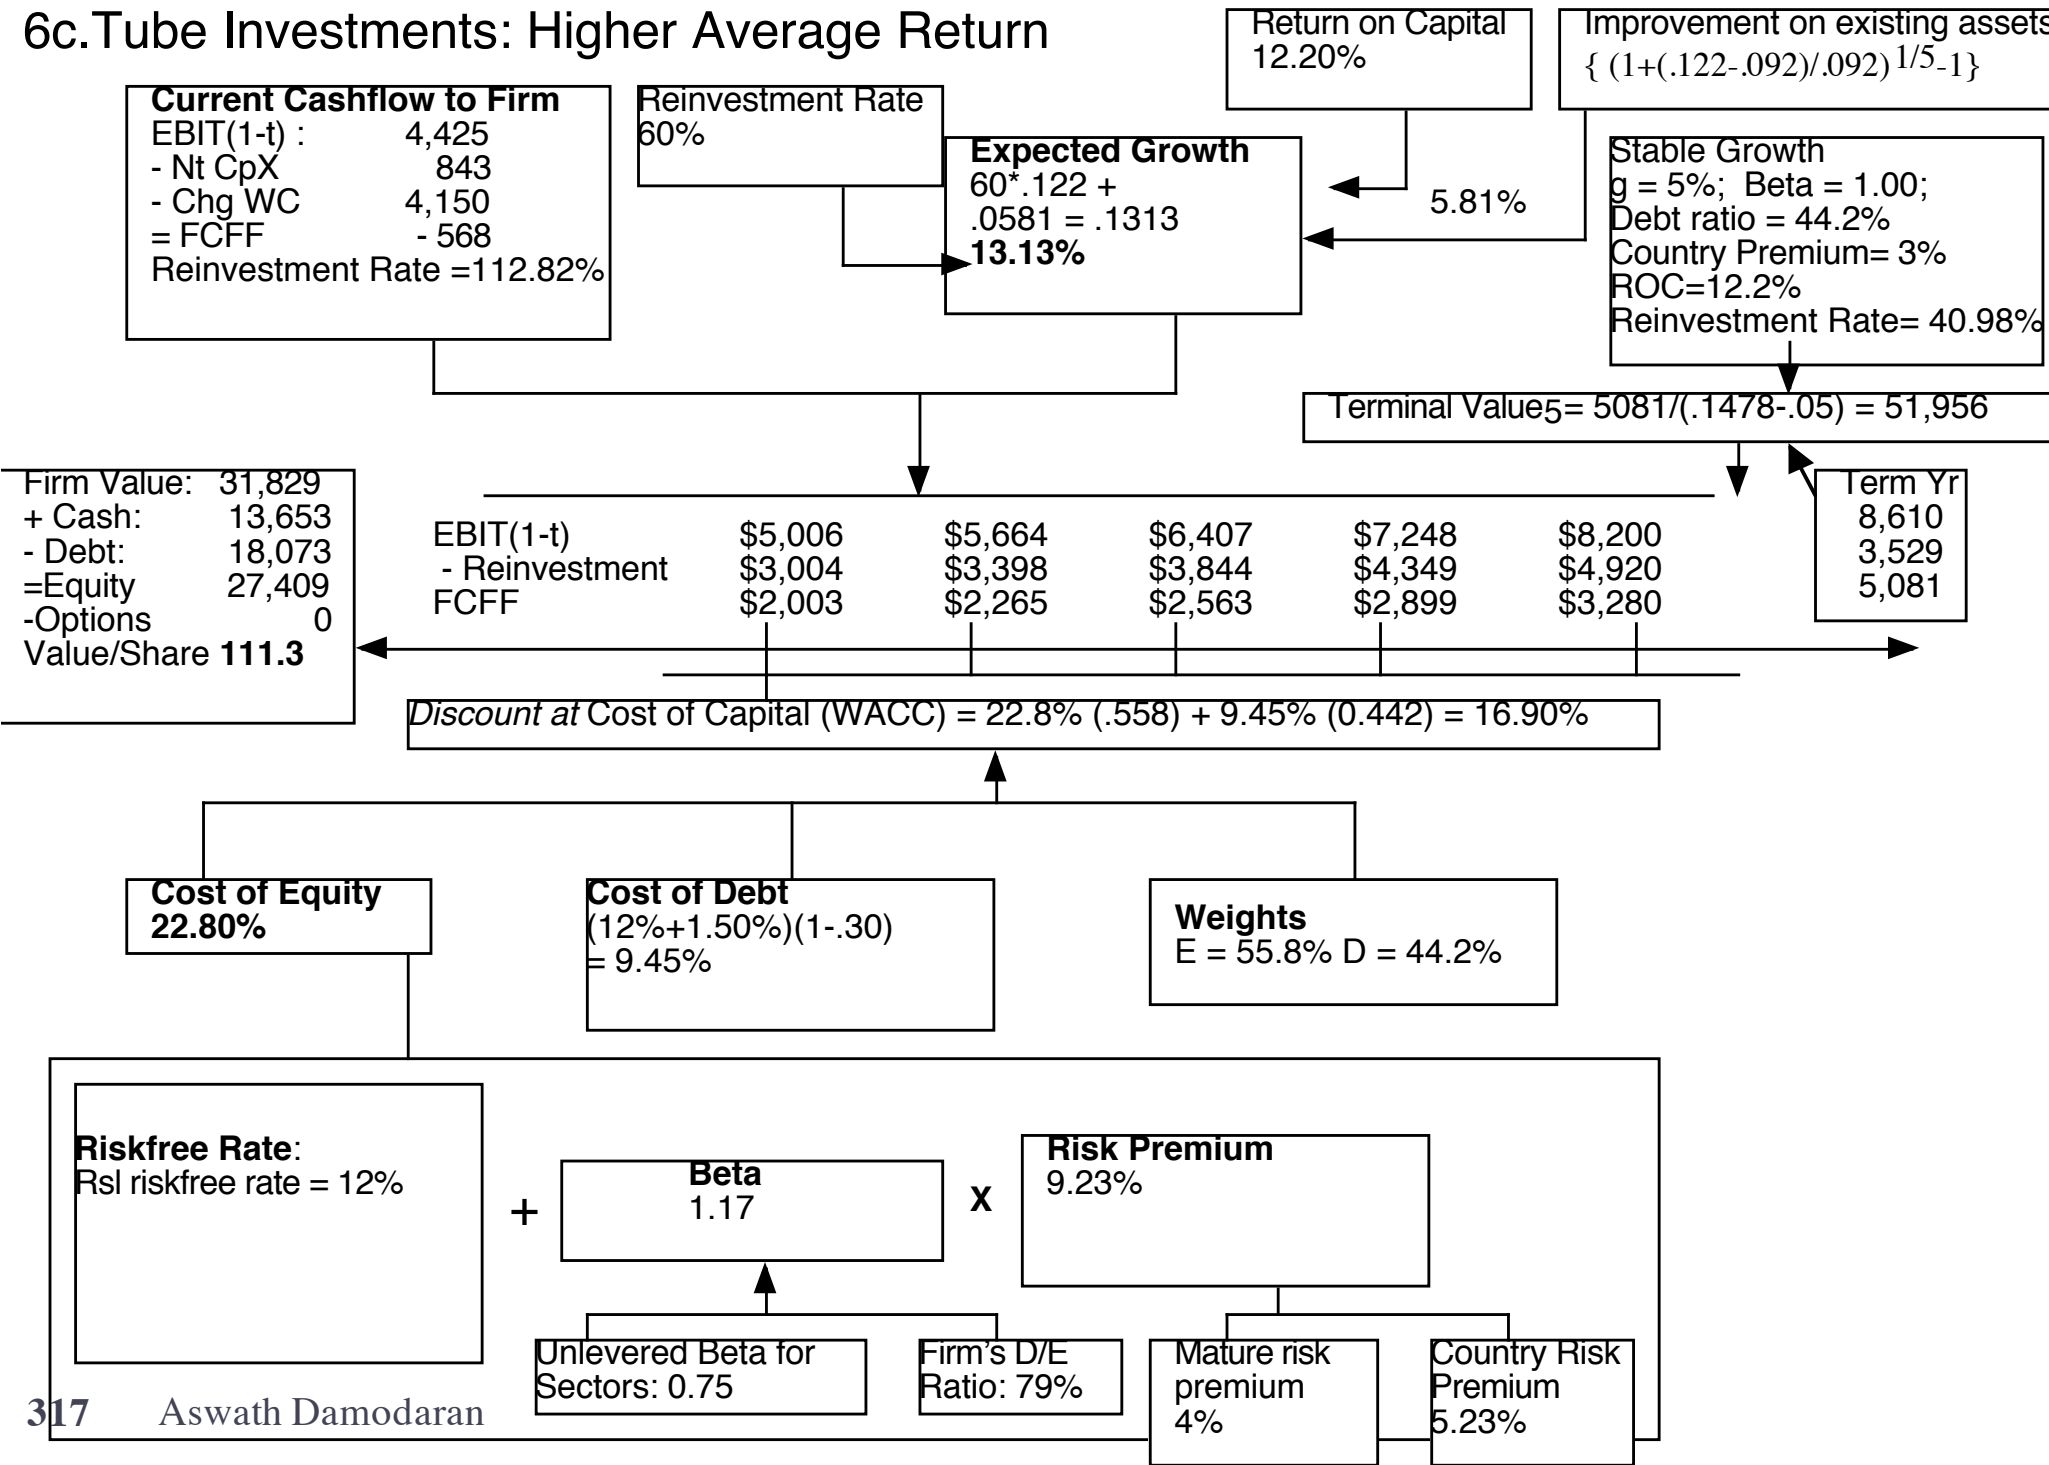 6c.Tube Investments: Higher Average Return
Return on Capital
12.20%
Improvement on existing assets
{ (1+(.122-.092)/.092)1/5-1}
Current Cashflow to Firm
EBIT(1-t) : 4,425
- Nt CpX 843
- Chg WC 4,150
= FCFF - 568
Reinvestment Rate =112.82%
Reinvestment Rate
60%
Expected Growth
60*.122 +
.0581 = .1313
13.13%
5.81%
Stable Growth
g = 5%; Beta = 1.00;
Debt ratio = 44.2%
Country Premium= 3%
ROC=12.2%
Reinvestment Rate= 40.98%
Terminal Value5= 5081/(.1478-.05) = 51,956
Firm Value: 31,829
+ Cash: 13,653
- Debt: 18,073
=Equity 27,409
-Options 0
Value/Share 111.3
EBIT(1-t) $5,006 $5,664 $6,407 $7,248 $8,200
- Reinvestment $3,004 $3,398 $3,844 $4,349 $4,920
FCFF $2,003 $2,265 $2,563 $2,899 $3,280
Term Yr
8,610
3,529
5,081
Discount at Cost of Capital (WACC) = 22.8% (.558) + 9.45% (0.442) = 16.90%
Cost of Equity
22.80%
Cost of Debt
(12%+1.50%)(1-.30)
= 9.45%
Weights
E = 55.8% D = 44.2%
Riskfree Rate:
Rsl riskfree rate = 12%
+
Beta
1.17
X
Risk Premium
9.23%
Unlevered Beta for
Sectors: 0.75
Firm's D/E
Ratio: 79%
Mature risk
premium
4%
Country Risk
Premium
5.23%
317 Aswath Damodaran